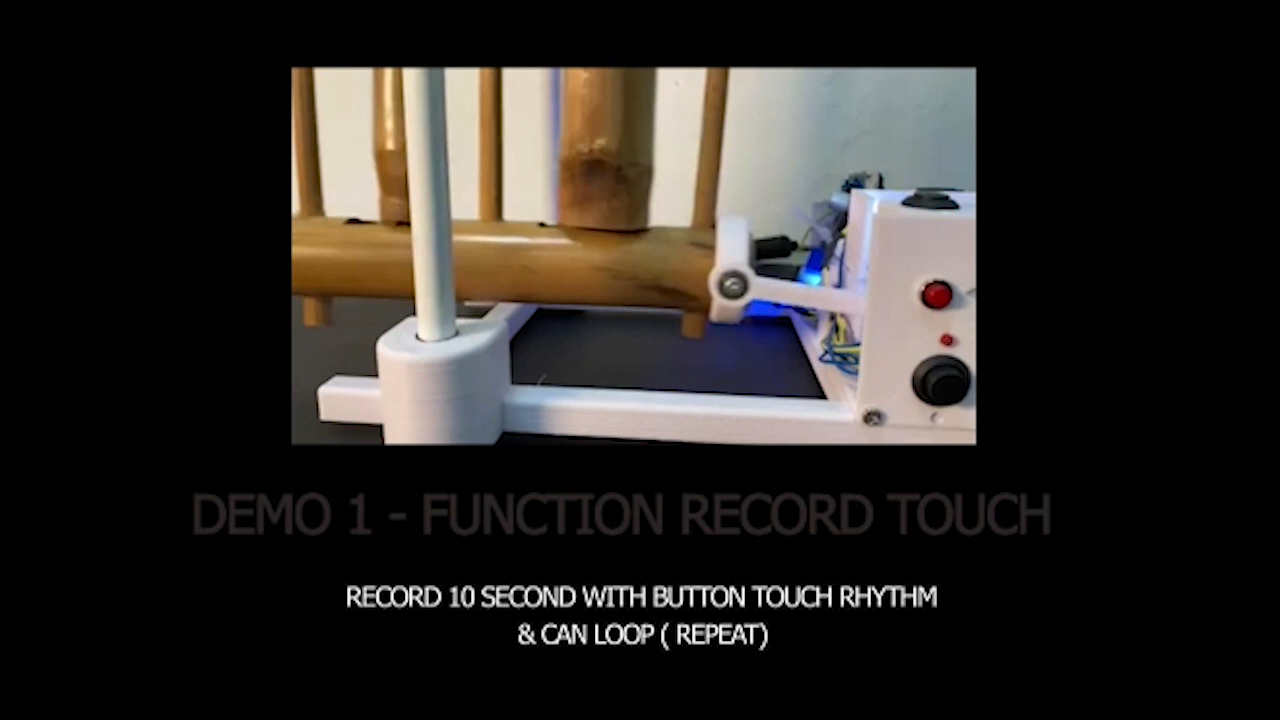 DEMO 1 - FUNCTION RECORD TOUCH
RECORD 10 SECOND WITH BUTTON TOUCH RHYTHM
& CAN LOOP ( REPEAT)